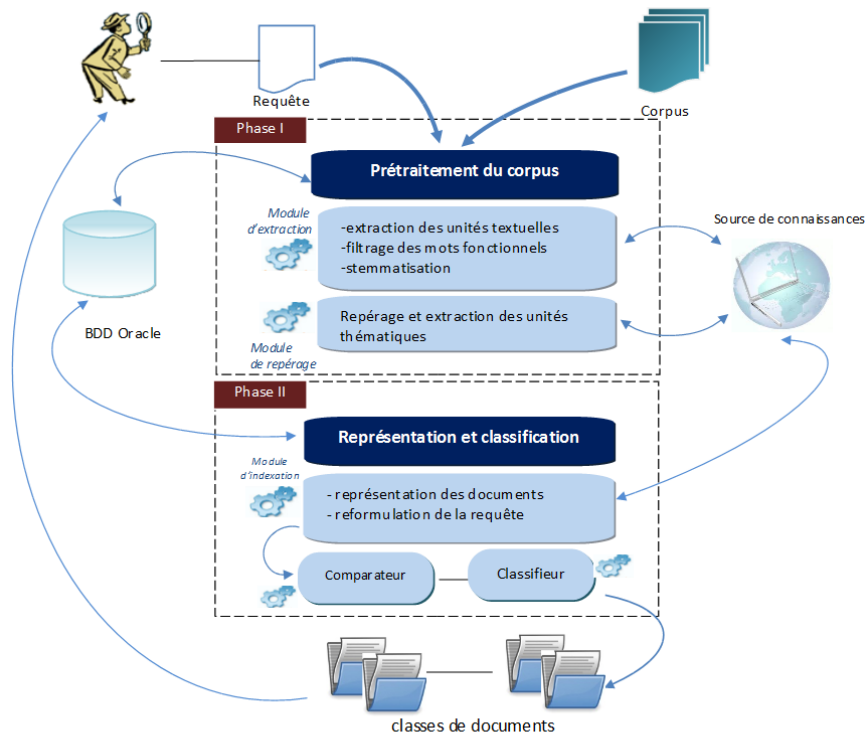 Requête
Corpus
Phase I
Prétraitement du corpus
Module
d'extraction
-extraction des unités textuelles
-filtrage des mots fonctionnels
-stemmatisation
Source de connaissances
BDD Oracle
Repérage et extraction des unités
thématiques
Module
de repérage
Phase II
Représentation et classification
Module
d'indexation
- représentation des documents
- reformulation de la requête
Comparateur
Classifieur
classes de documents